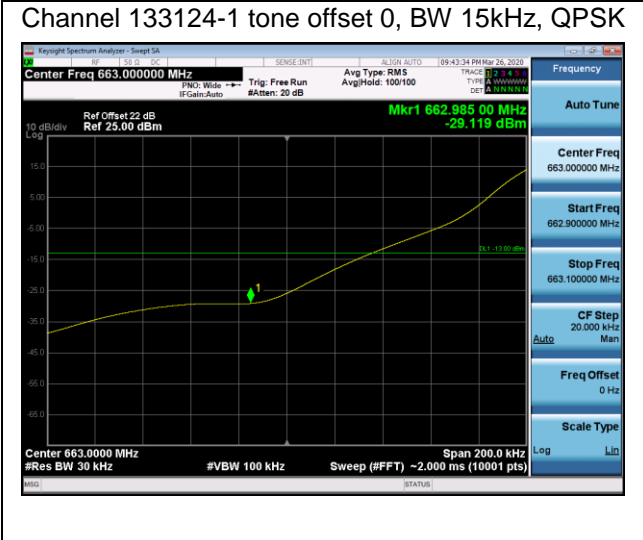 Channel 133124-1 tone offset 0, BW 15kHz, QPSK
Keysight Spectrum Analyzer - Swept SA
RF 50 Ω DC SENSE:INT ALIGN AUTO 09:43:34 PM Mar 26, 2020
Center Freq 663.000000 MHz
PNO: Wide
IFGain:Auto
Trig: Free Run
#Atten: 20 dB
Avg Type: RMS
Avg|Hold: 100/100
TRACE 1 2 3 4 5 6
TYPE A WWWWW
DET A N N N N N
Ref Offset 22 dB
10 dB/div Ref 25.00 dBm
Log
Mkr1 662.985 00 MHz
-29.119 dBm
15.0
5.00
-5.00
DL1 -13.00 dBm
-15.0
-25.0
1
-35.0
-45.0
-55.0
-65.0
Center 663.0000 MHz Span 200.0 kHz
#Res BW 30 kHz #VBW 100 kHz Sweep (#FFT) ~2.000 ms (10001 pts)
MSG STATUS
Frequency
Auto Tune
Center Freq
663.000000 MHz
Start Freq
662.900000 MHz
Stop Freq
663.100000 MHz
CF Step
20.000 kHz
Auto Man
Freq Offset
0 Hz
Scale Type
Log Lin